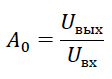 A₀ = Uвых / Uвх